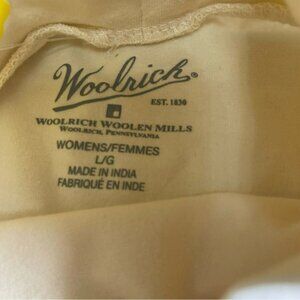 Woolrich
EST. 1830
WOOLRICH WOOLEN MILLS
WOOLRICH, PENNSYLVANIA
WOMENS/FEMMES
L/G
MADE IN INDIA
FABRIQUÉ EN INDE